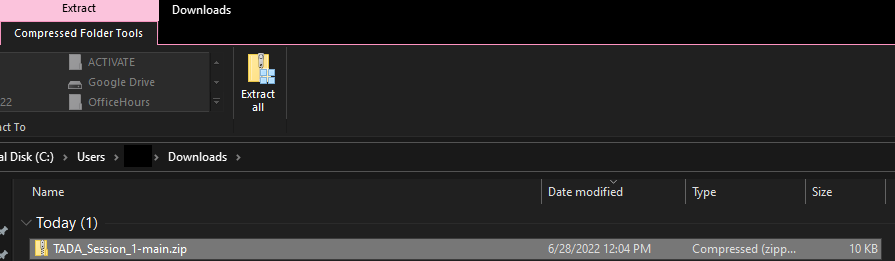 Extract Downloads
Compressed Folder Tools
ACTIVATE
Google Drive
22 OfficeHours
Extract
all
act To
al Disk (C:) > Users > > Downloads >
Name Date modified Type Size
Today (1)
TADA_Session_1-main.zip 6/28/2022 12:04 PM Compressed (zipp... 10 KB